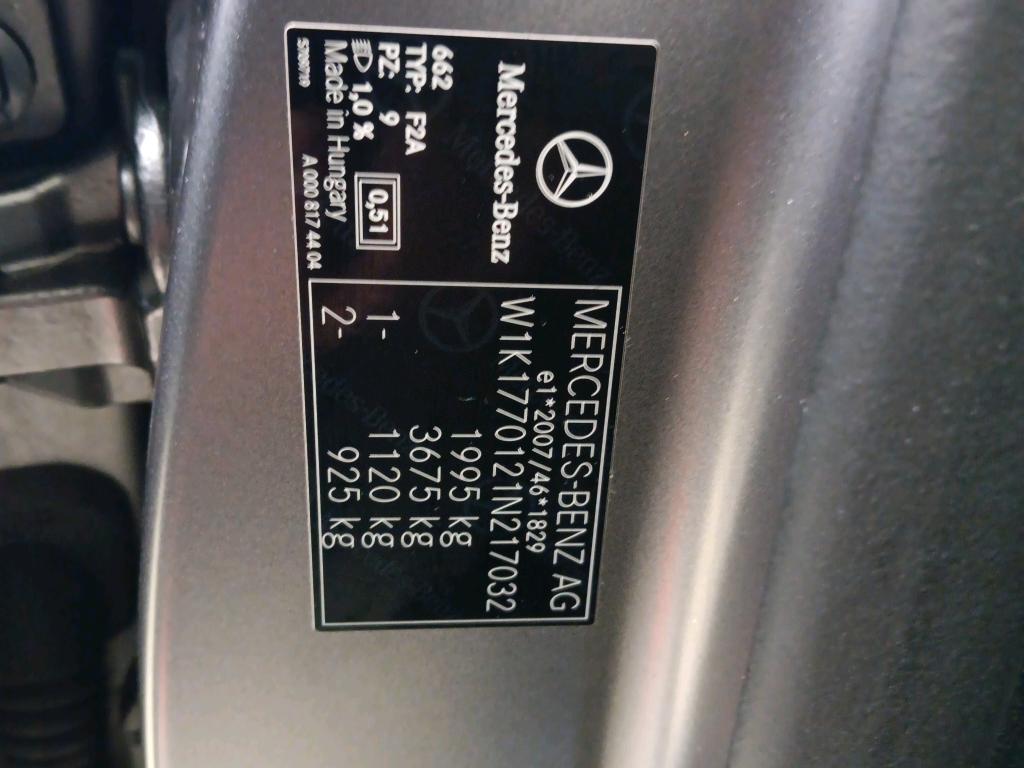 Mercedes-Benz
662
TYP: F2A
PZ: 9
1,0 %
0,51
Made in Hungary
A 000 817 44 04
MERCEDES-BENZ AG
e1*2007/46*1829
W1K1770121N217032
1995 kg
3675 kg
1- 1120 kg
2- 925 kg